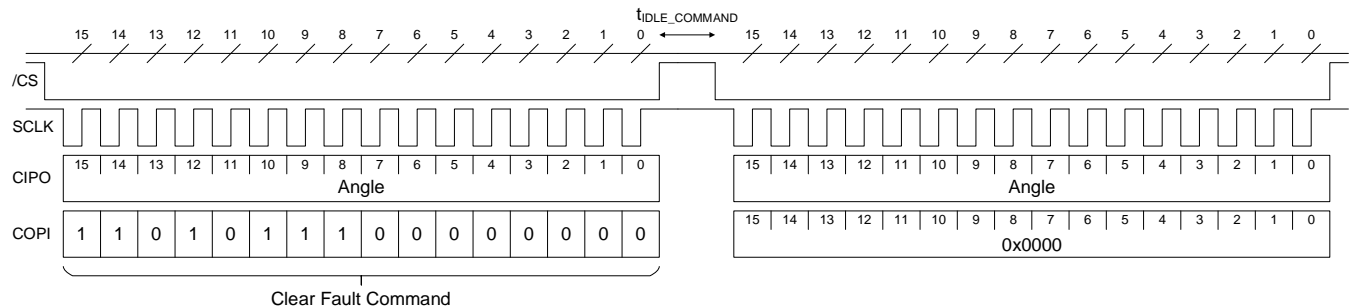 tIDLE_COMMAND
15 14 13 12 11 10 9 8 7 6 5 4 3 2 1 0 15 14 13 12 11 10 9 8 7 6 5 4 3 2 1 0
/CS
SCLK
CIPO 15 14 13 12 11 10 9 8 7 6 5 4 3 2 1 0 15 14 13 12 11 10 9 8 7 6 5 4 3 2 1 0
Angle Angle
COPI 1 1 0 1 0 1 1 1 0 0 0 0 0 0 0 0 15 14 13 12 11 10 9 8 7 6 5 4 3 2 1 0
0x0000
Clear Fault Command